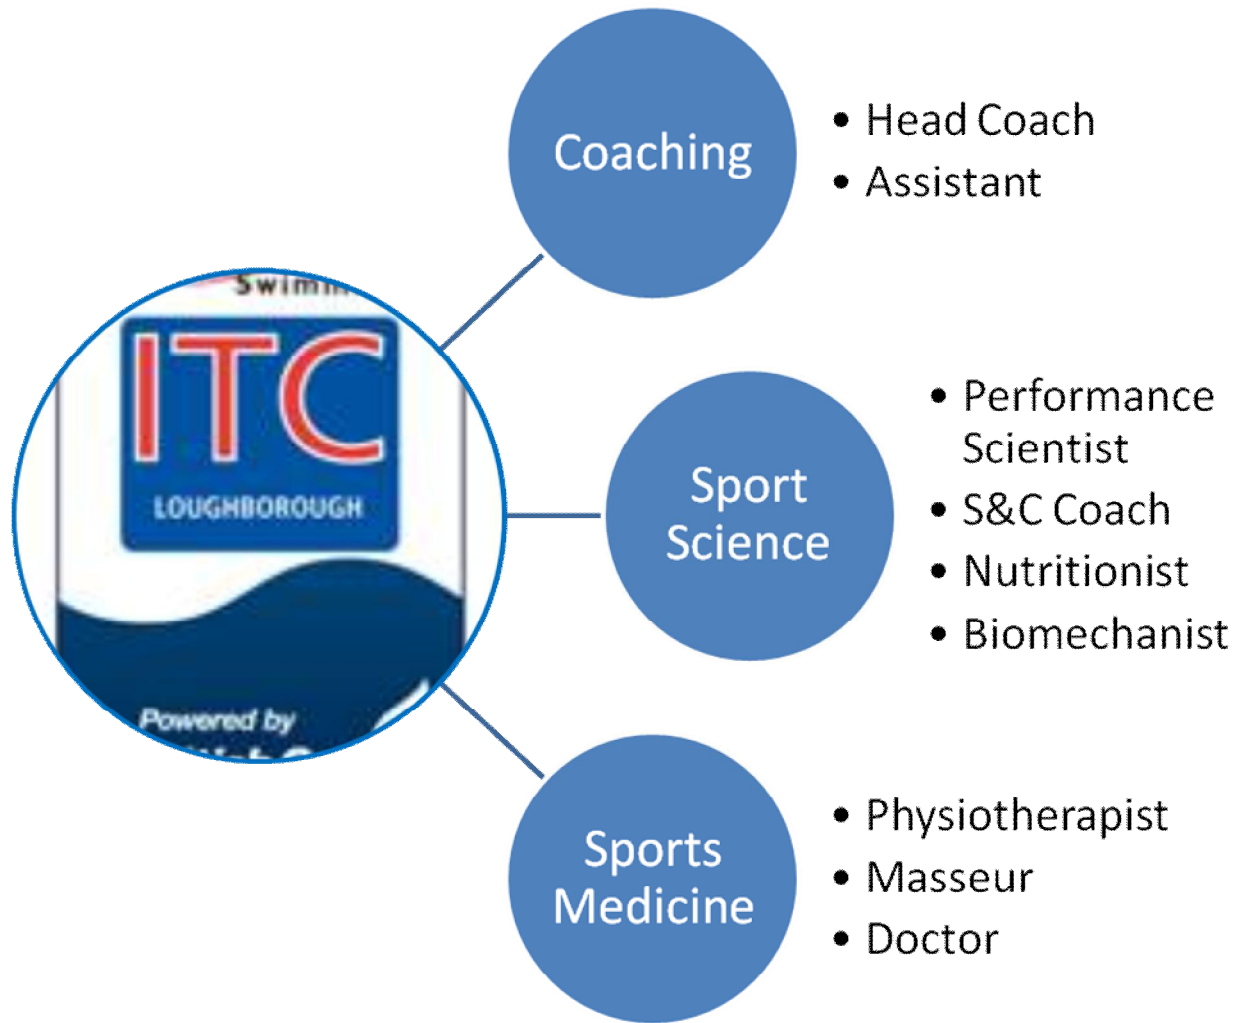 ITC
LOUGHBOROUGH
Powered by
Coaching
• Head Coach
• Assistant
Sport
Science
• Performance
Scientist
• S&C Coach
• Nutritionist
• Biomechanist
Sports
Medicine
• Physiotherapist
• Masseur
• Doctor